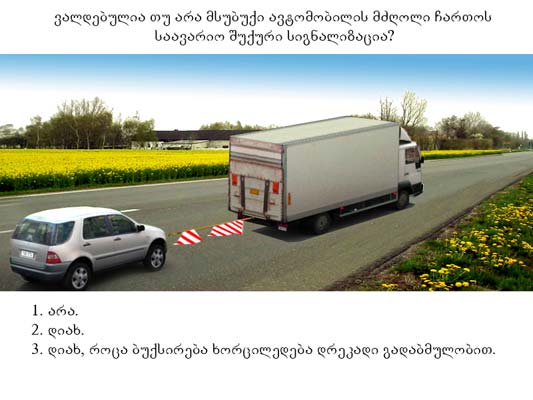 ვალდებულია თუ არა მსუბუქი ავტომობილის მძღოლი ჩართოს
საავარიო შუქური სიგნალიზაცია?
1. არა.
2. დიახ.
3. დიახ, როცა ბუქსირება ხორციელდება დრეკადი გადაბმულობით.